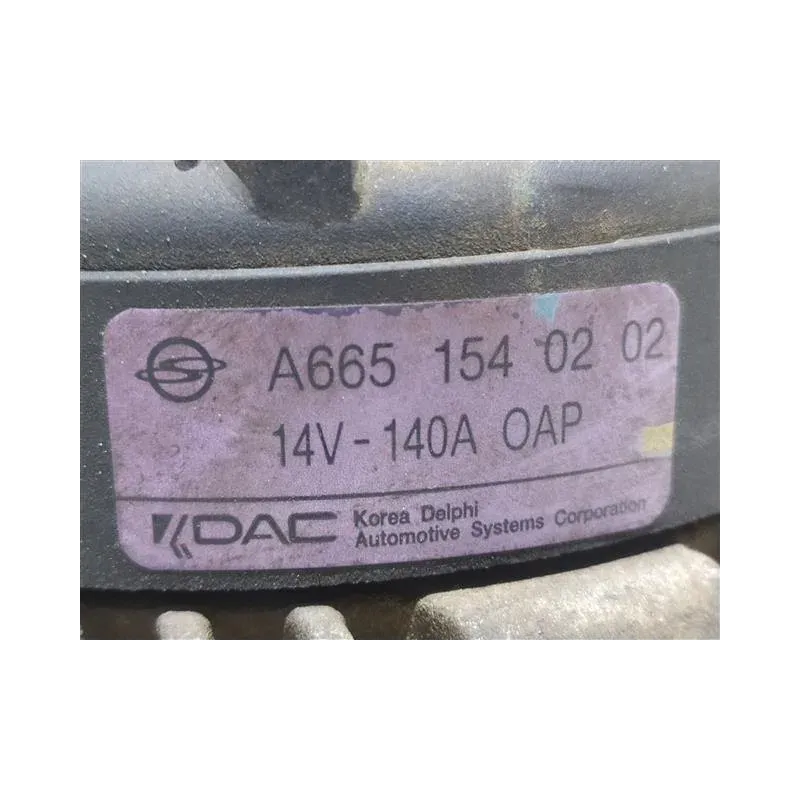 A665 154 02 02
14V-140A OAP
KDAC Korea Delphi
Automotive Systems Corporation